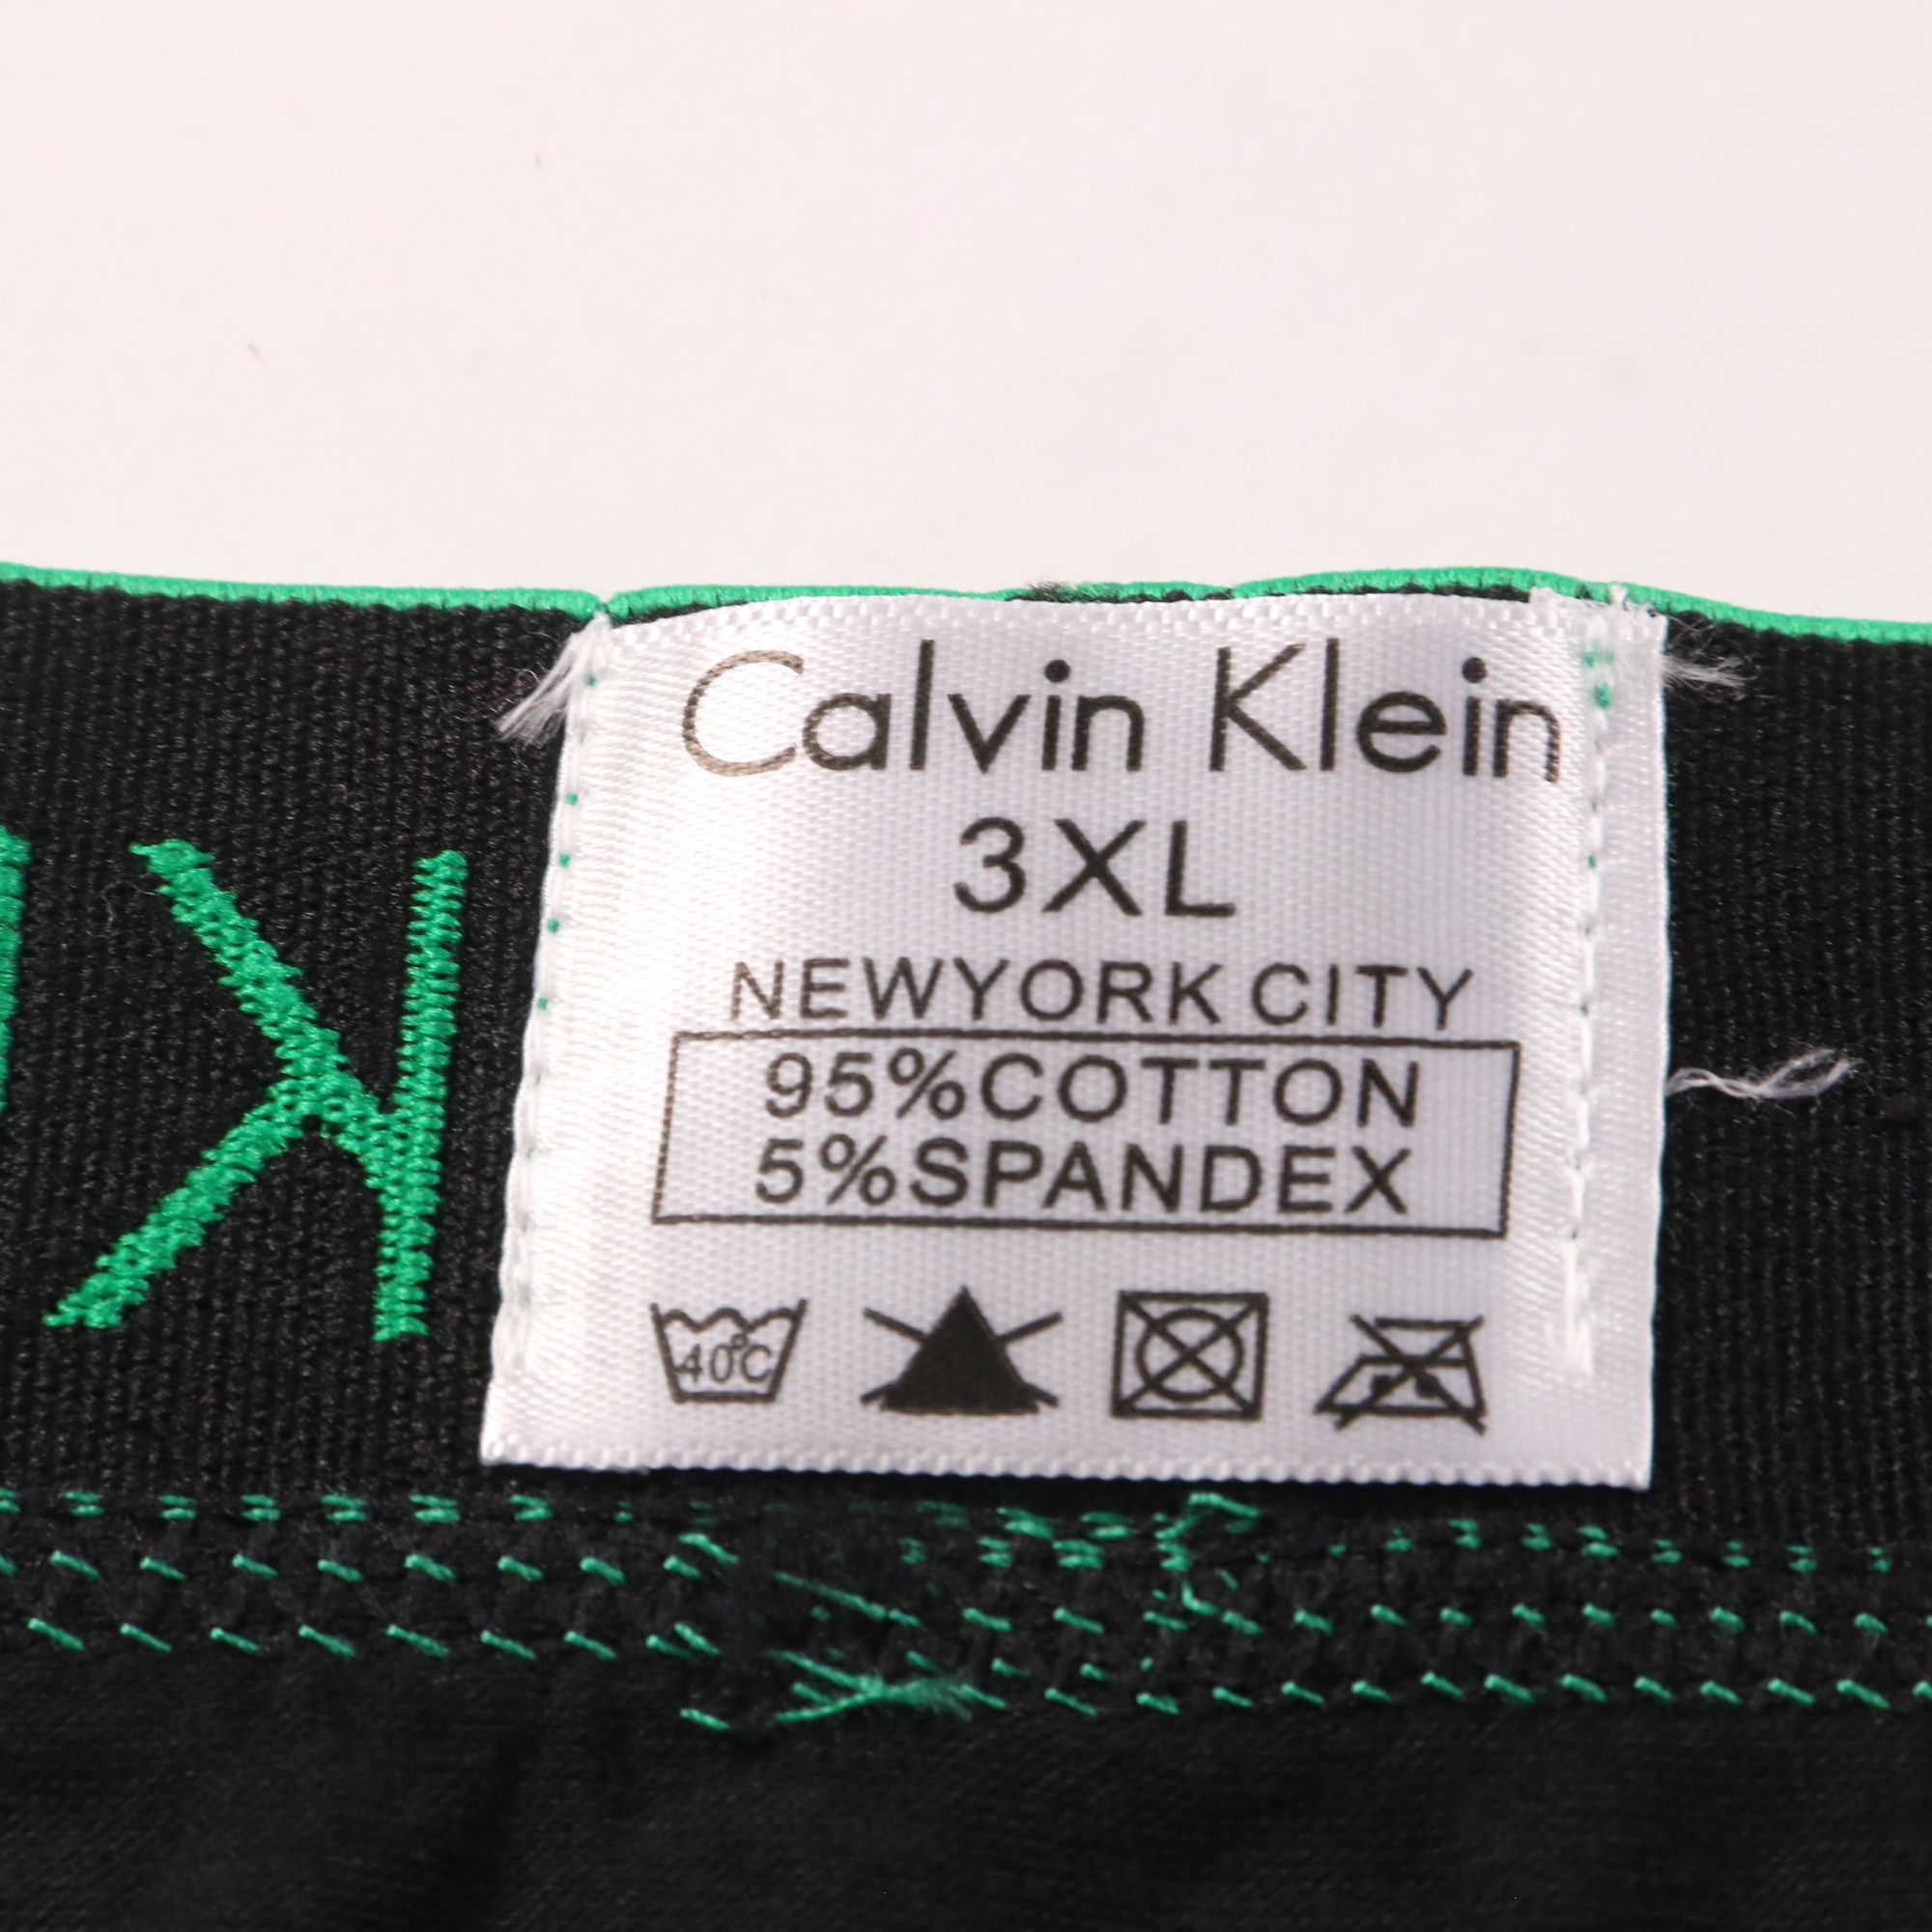 Calvin Klein
3XL
NEWYORK CITY
95%COTTON
5%SPANDEX
40°C
K